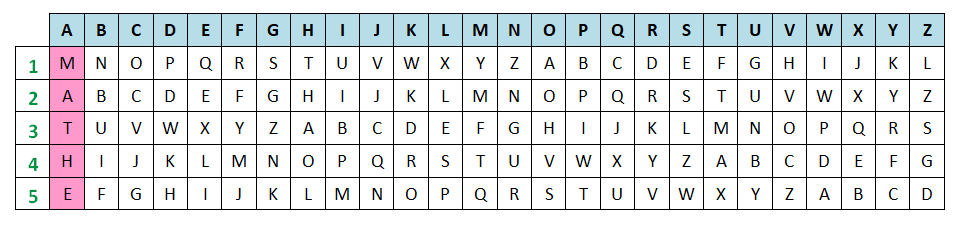 A B C D E F G H I J K L M N O P Q R S T U V W X Y Z
1 M N O P Q R S T U V W X Y Z A B C D E F G H I J K L
2 A B C D E F G H I J K L M N O P Q R S T U V W X Y Z
3 T U V W X Y Z A B C D E F G H I J K L M N O P Q R S
4 H I J K L M N O P Q R S T U V W X Y Z A B C D E F G
5 E F G H I J K L M N O P Q R S T U V W X Y Z A B C D